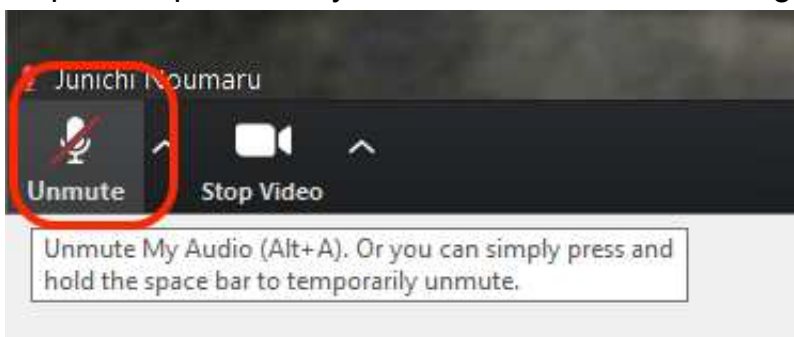 Junichi Noumaru
Unmute
Stop Video
Unmute My Audio (Alt+A). Or you can simply press and
hold the space bar to temporarily unmute.